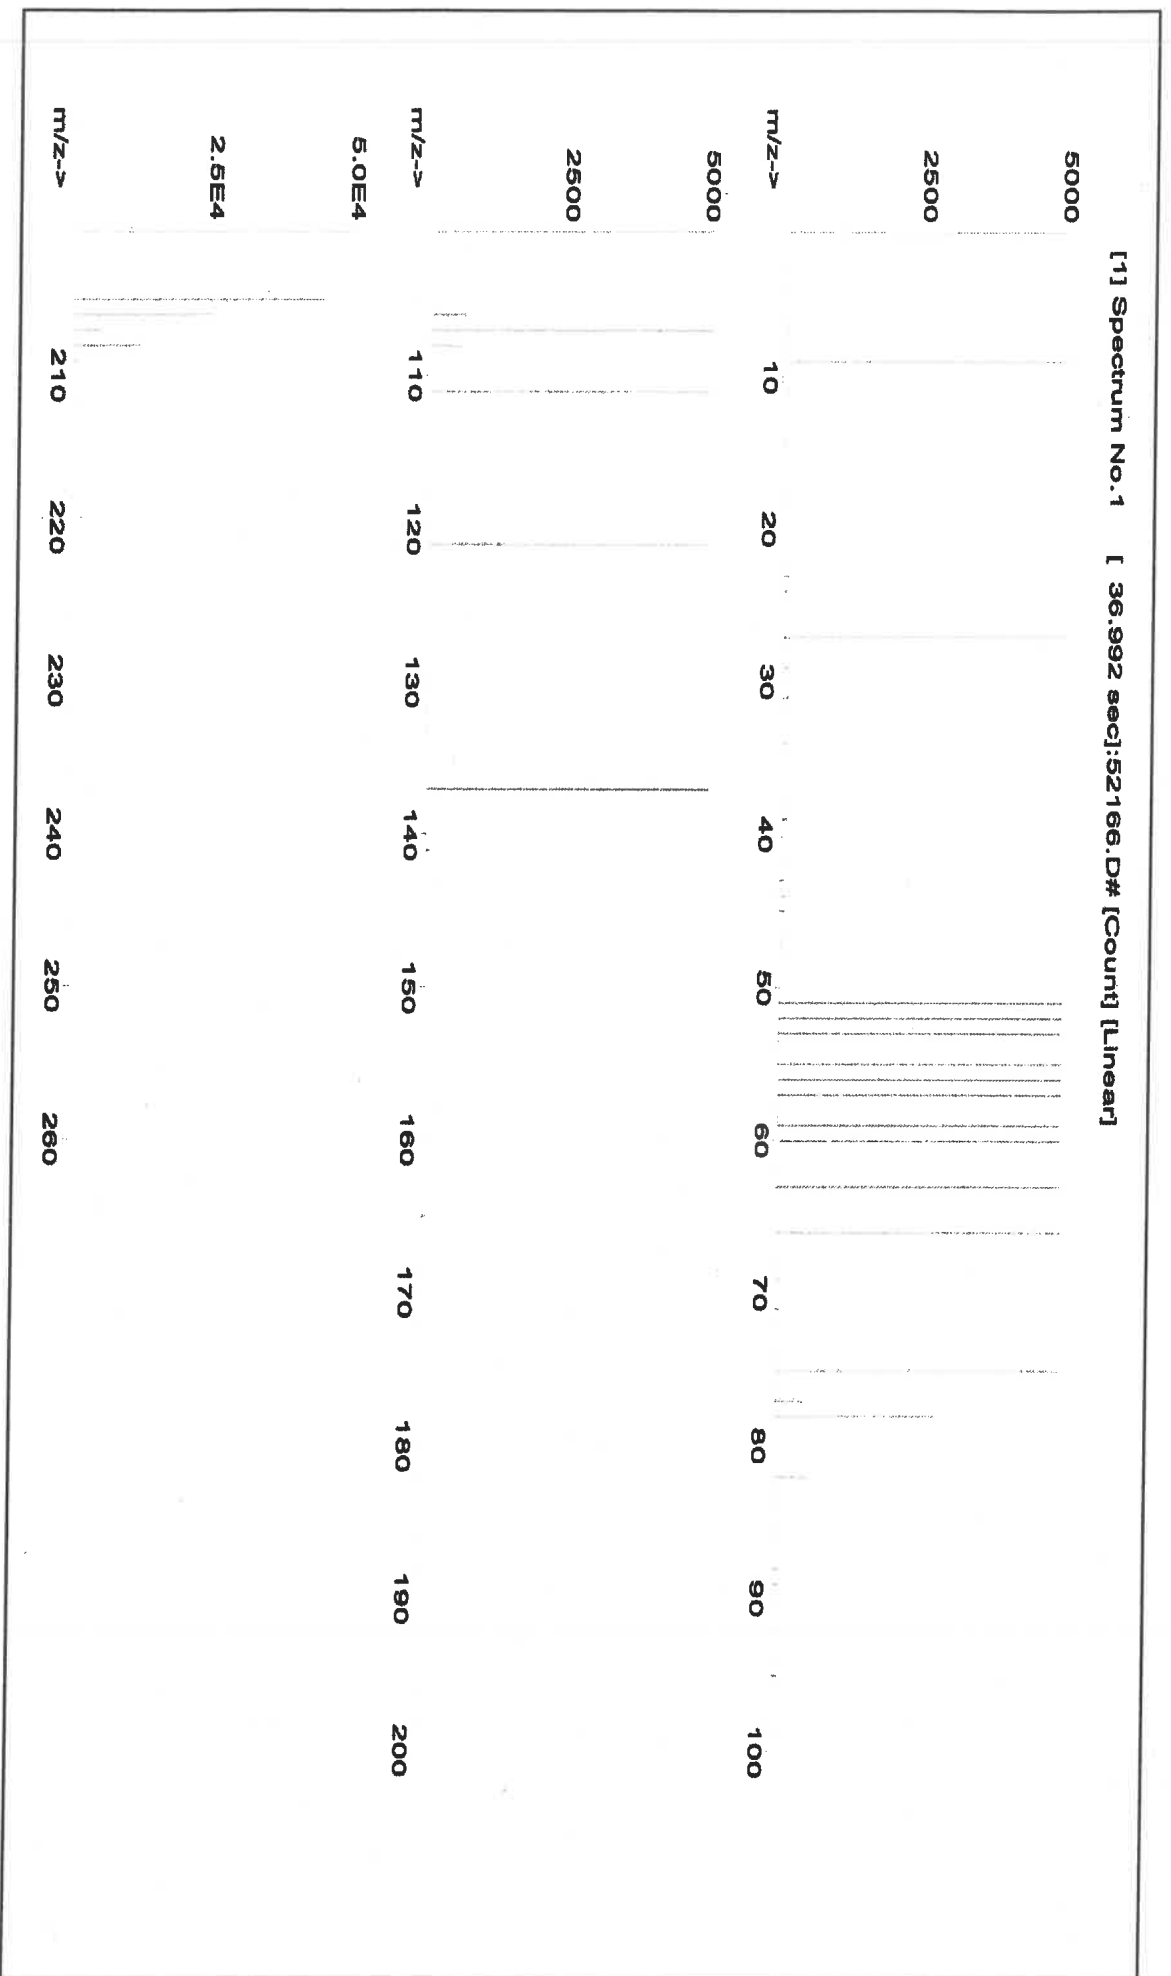 [1] Spectrum No.1 [ 36.992 sec]:52166.D# [Count] [Linear]
5000
2500
m/z-> 10 20 30 40 50 60 70 80 90 100
5000
2500
m/z-> 110 120 130 140 150 160 170 180 190 200
5.0E4
2.5E4
m/z-> 210 220 230 240 250 260